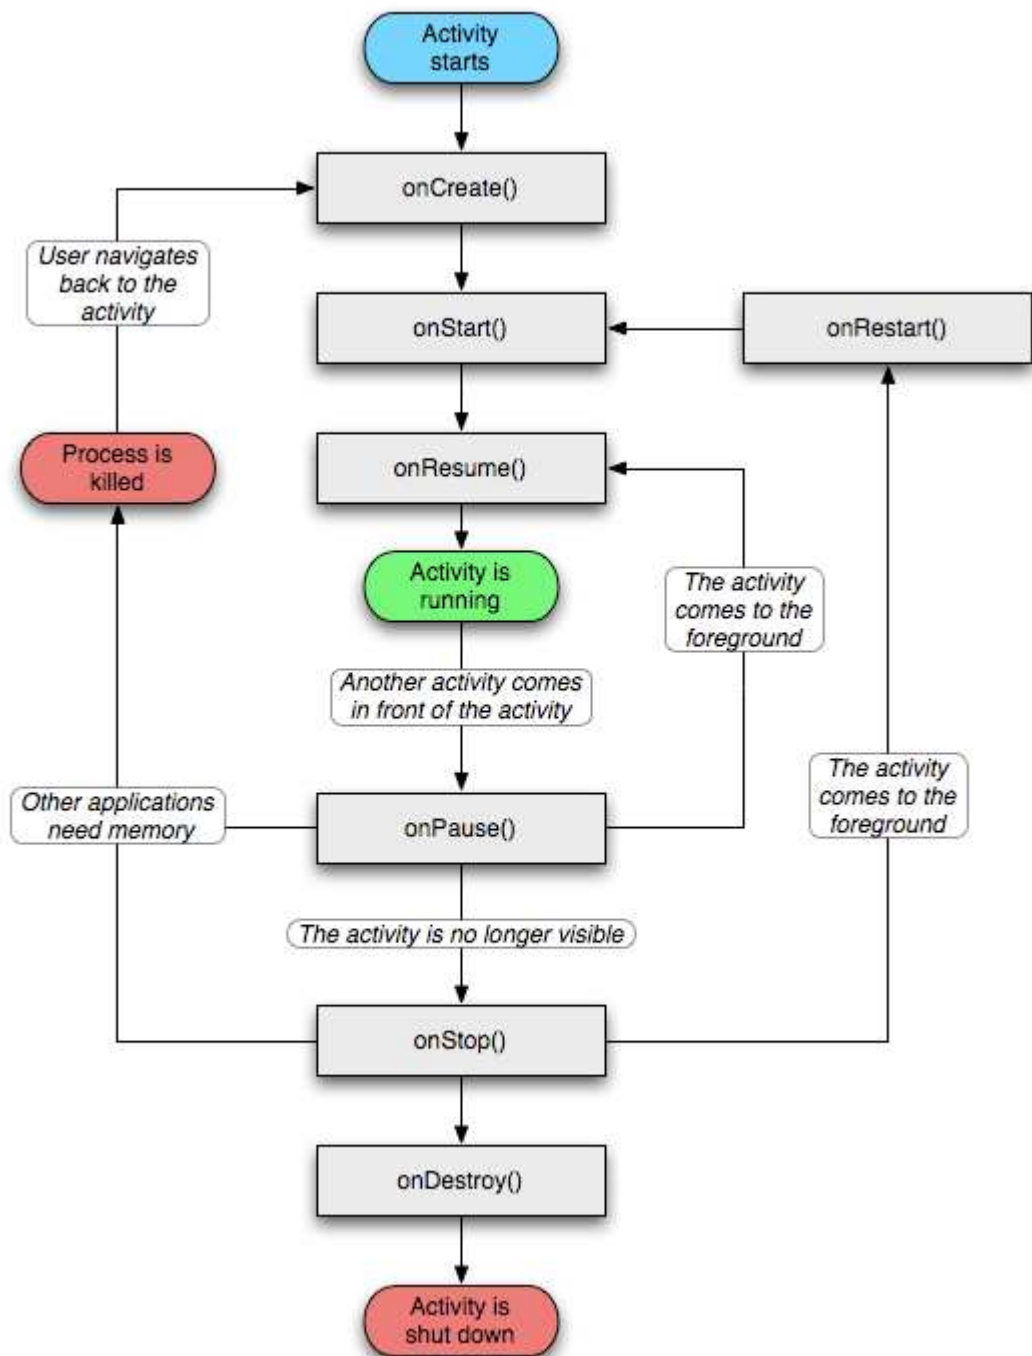 Activity
starts
onCreate()
User navigates
back to the
activity
onStart()
onRestart()
Process is
killed
onResume()
Activity is
running
The activity
comes to the
foreground
Another activity comes
in front of the activity
The activity
comes to the
foreground
Other applications
need memory
onPause()
The activity is no longer visible
onStop()
onDestroy()
Activity is
shut down